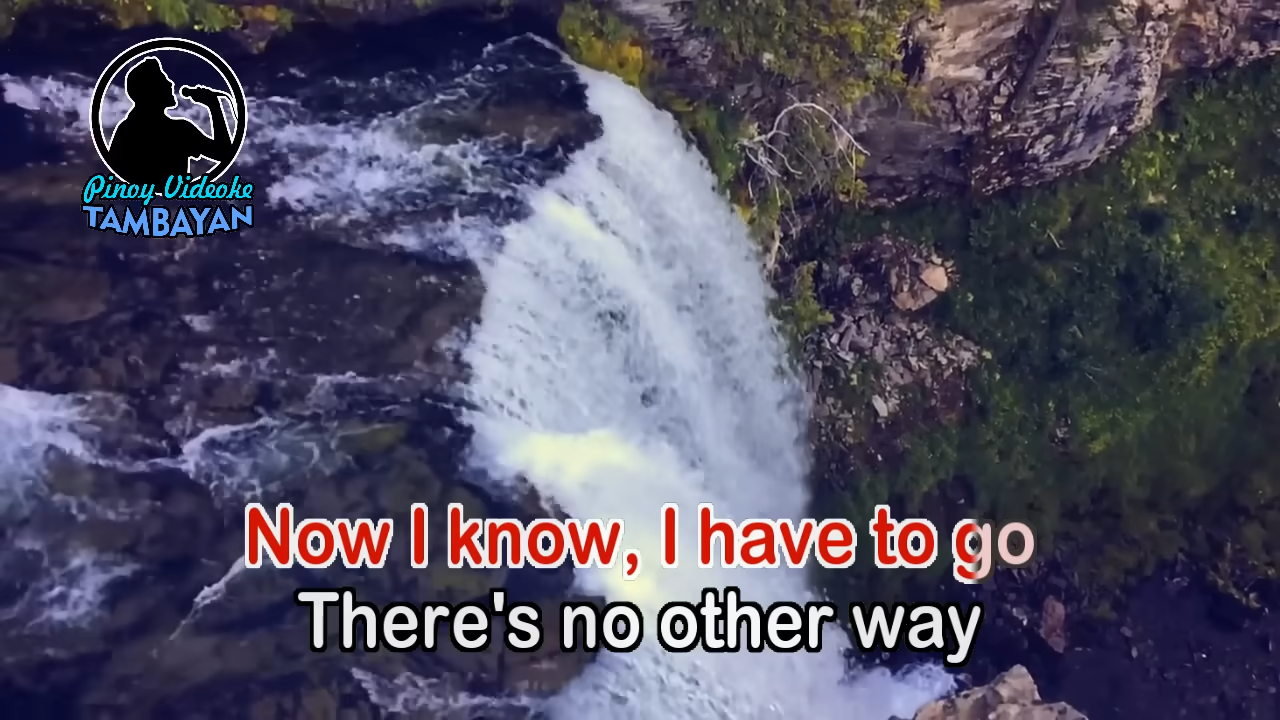 Pinoy Videoke
TAMBAYAN
Now I know, I have to go
There's no other way